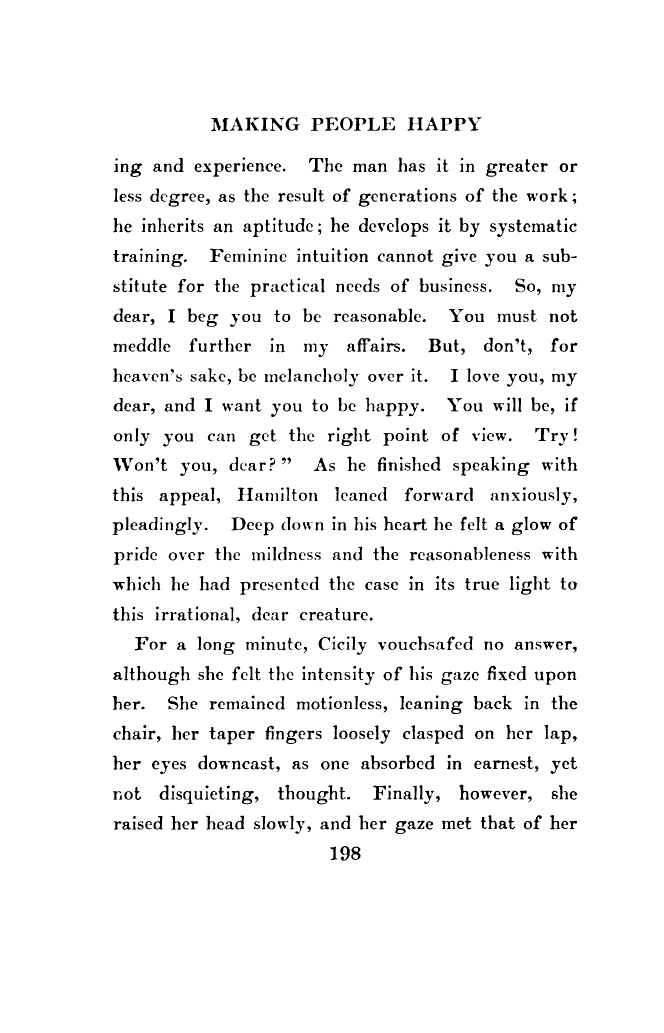 MAKING PEOPLE HAPPY
ing and experience. The man has it in greater or
less degree, as the result of generations of the work;
he inherits an aptitude; he develops it by systematic
training. Feminine intuition cannot give you a sub-
stitute for the practical needs of business. So, my
dear, I beg you to be reasonable. You must not
meddle further in my affairs. But, don't, for
heaven's sake, be melancholy over it. I love you, my
dear, and I want you to be happy. You will be, if
only you can get the right point of view. Try!
Won't you, dear?" As he finished speaking with
this appeal, Hamilton leaned forward anxiously,
pleadingly. Deep down in his heart he felt a glow of
pride over the mildness and the reasonableness with
which he had presented the case in its true light to
this irrational, dear creature.
For a long minute, Cicily vouchsafed no answer,
although she felt the intensity of his gaze fixed upon
her. She remained motionless, leaning back in the
chair, her taper fingers loosely clasped on her lap,
her eyes downcast, as one absorbed in earnest, yet
not disquieting, thought. Finally, however, she
raised her head slowly, and her gaze met that of her
198